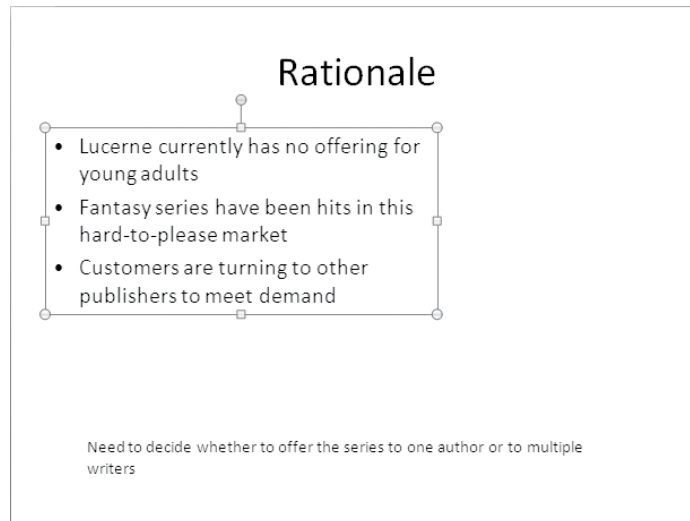 Rationale
• Lucerne currently has no offering for
young adults
• Fantasy series have been hits in this
hard-to-please market
• Customers are turning to other
publishers to meet demand
Need to decide whether to offer the series to one author or to multiple
writers